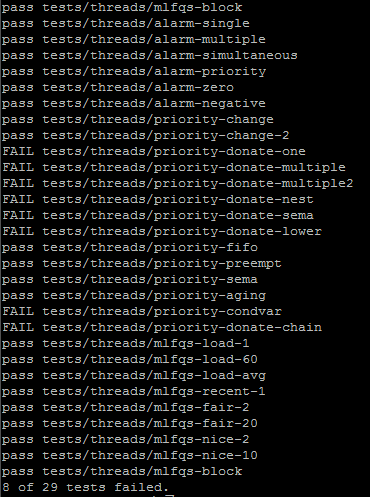 pass tests/threads/mlfqs-block
pass tests/threads/alarm-single
pass tests/threads/alarm-multiple
pass tests/threads/alarm-simultaneous
pass tests/threads/alarm-priority
pass tests/threads/alarm-zero
pass tests/threads/alarm-negative
pass tests/threads/priority-change
pass tests/threads/priority-change-2
FAIL tests/threads/priority-donate-one
FAIL tests/threads/priority-donate-multiple
FAIL tests/threads/priority-donate-multiple2
FAIL tests/threads/priority-donate-nest
FAIL tests/threads/priority-donate-sema
FAIL tests/threads/priority-donate-lower
pass tests/threads/priority-fifo
pass tests/threads/priority-preempt
pass tests/threads/priority-sema
pass tests/threads/priority-aging
FAIL tests/threads/priority-condvar
FAIL tests/threads/priority-donate-chain
pass tests/threads/mlfqs-load-1
pass tests/threads/mlfqs-load-60
pass tests/threads/mlfqs-load-avg
pass tests/threads/mlfqs-recent-1
pass tests/threads/mlfqs-fair-2
pass tests/threads/mlfqs-fair-20
pass tests/threads/mlfqs-nice-2
pass tests/threads/mlfqs-nice-10
pass tests/threads/mlfqs-block
8 of 29 tests failed.